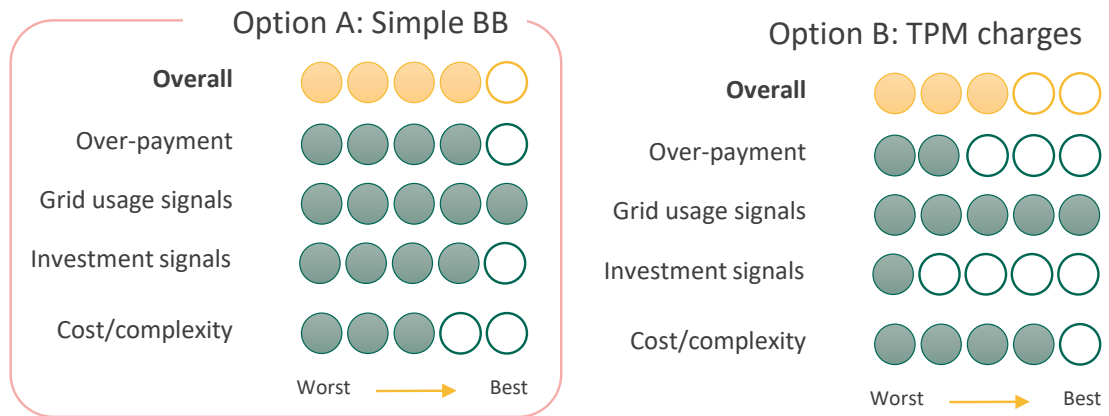 Option A: Simple BB
Overall
Over-payment
Grid usage signals
Investment signals
Cost/complexity
Worst
Best
Option B: TPM charges
Overall
Over-payment
Grid usage signals
Investment signals
Cost/complexity
Worst
Best